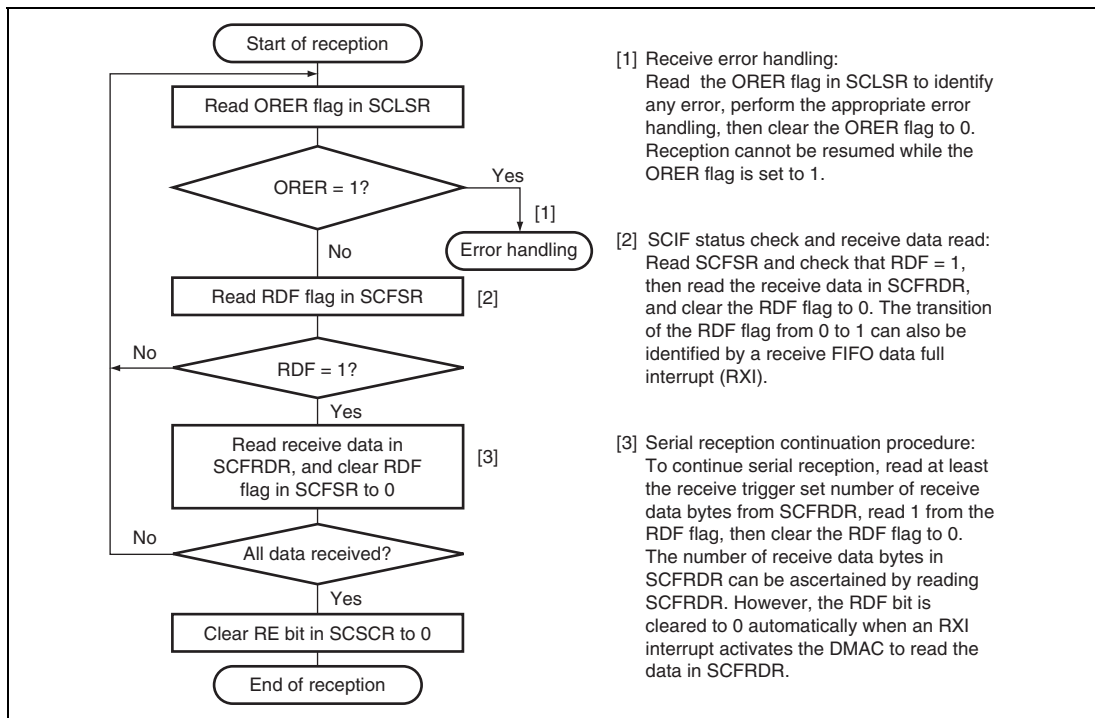 Start of reception
Read ORER flag in SCLSR
ORER = 1?
Yes
[1]
Error handling
No
Read RDF flag in SCFSR
[2]
No
RDF = 1?
Yes
Read receive data in
SCFRDR, and clear RDF
flag in SCFSR to 0
[3]
No
All data received?
Yes
Clear RE bit in SCSCR to 0
End of reception
[1] Receive error handling:
Read the ORER flag in SCLSR to identify
any error, perform the appropriate error
handling, then clear the ORER flag to 0.
Reception cannot be resumed while the
ORER flag is set to 1.
[2] SCIF status check and receive data read:
Read SCFSR and check that RDF = 1,
then read the receive data in SCFRDR,
and clear the RDF flag to 0. The transition
of the RDF flag from 0 to 1 can also be
identified by a receive FIFO data full
interrupt (RXI).
[3] Serial reception continuation procedure:
To continue serial reception, read at least
the receive trigger set number of receive
data bytes from SCFRDR, read 1 from the
RDF flag, then clear the RDF flag to 0.
The number of receive data bytes in
SCFRDR can be ascertained by reading
SCFRDR. However, the RDF bit is
cleared to 0 automatically when an RXI
interrupt activates the DMAC to read the
data in SCFRDR.